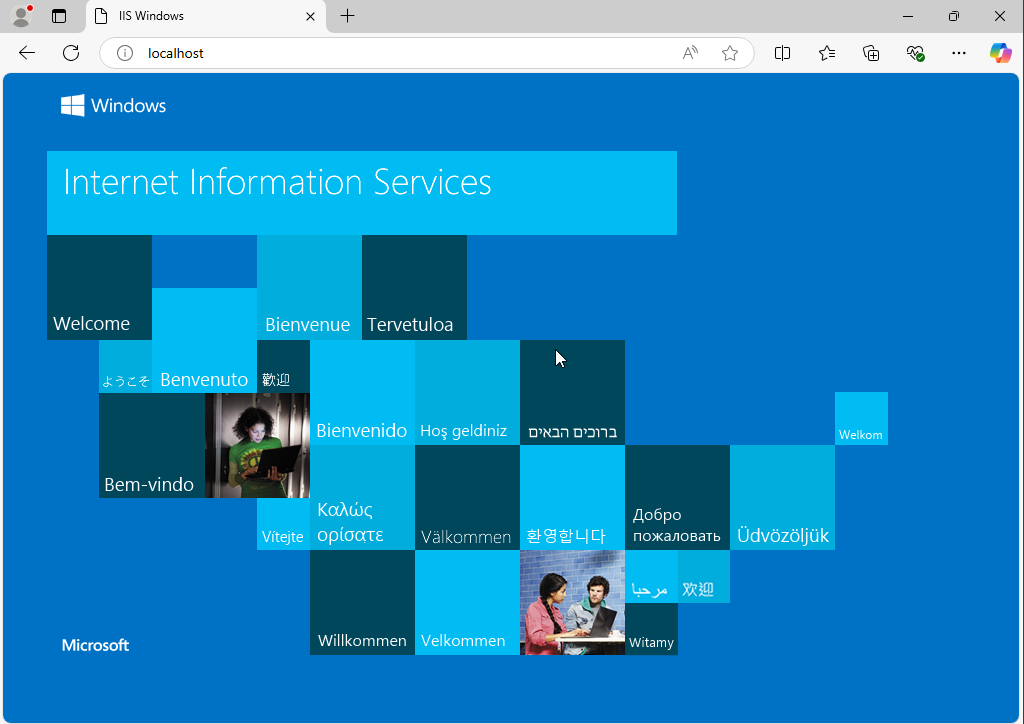 IIS Windows
localhost
Windows
Internet Information Services
Welcome
Bienvenue
Tervetuloa
ようこそ
Benvenuto
歡迎
Bienvenido
Hoş geldiniz
ברוכים הבאים
Welkom
Bem-vindo
Vítejte
Καλώς
ορίσατε
Välkommen
환영합니다
Добро
пожаловать
Üdvözöljük
Willkommen
Velkommen
مرحبا
欢迎
Witamy
Microsoft